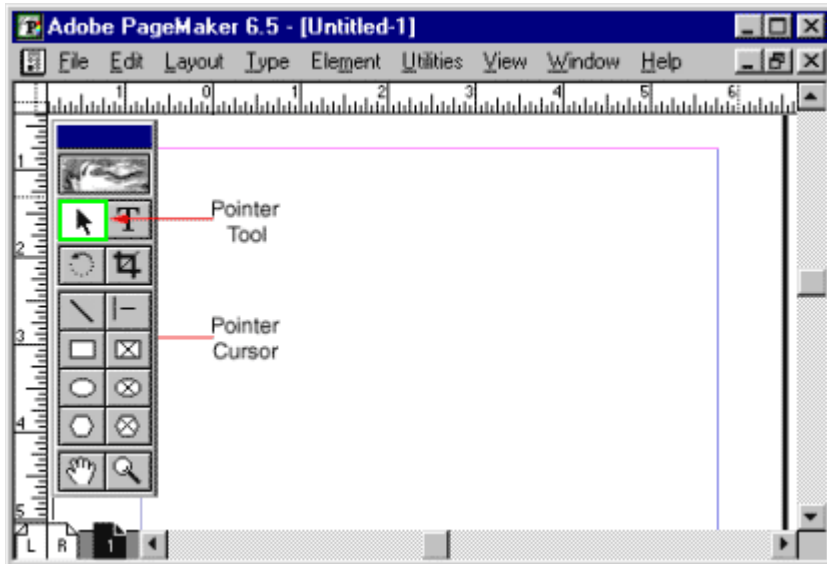 Adobe PageMaker 6.5 - [Untitled-1]
File Edit Layout Type Element Utilities View Window Help
1 0 1 2 3 4 5 6
1
T
Pointer
Tool
2
3
Pointer
Cursor
4
5
L R 1